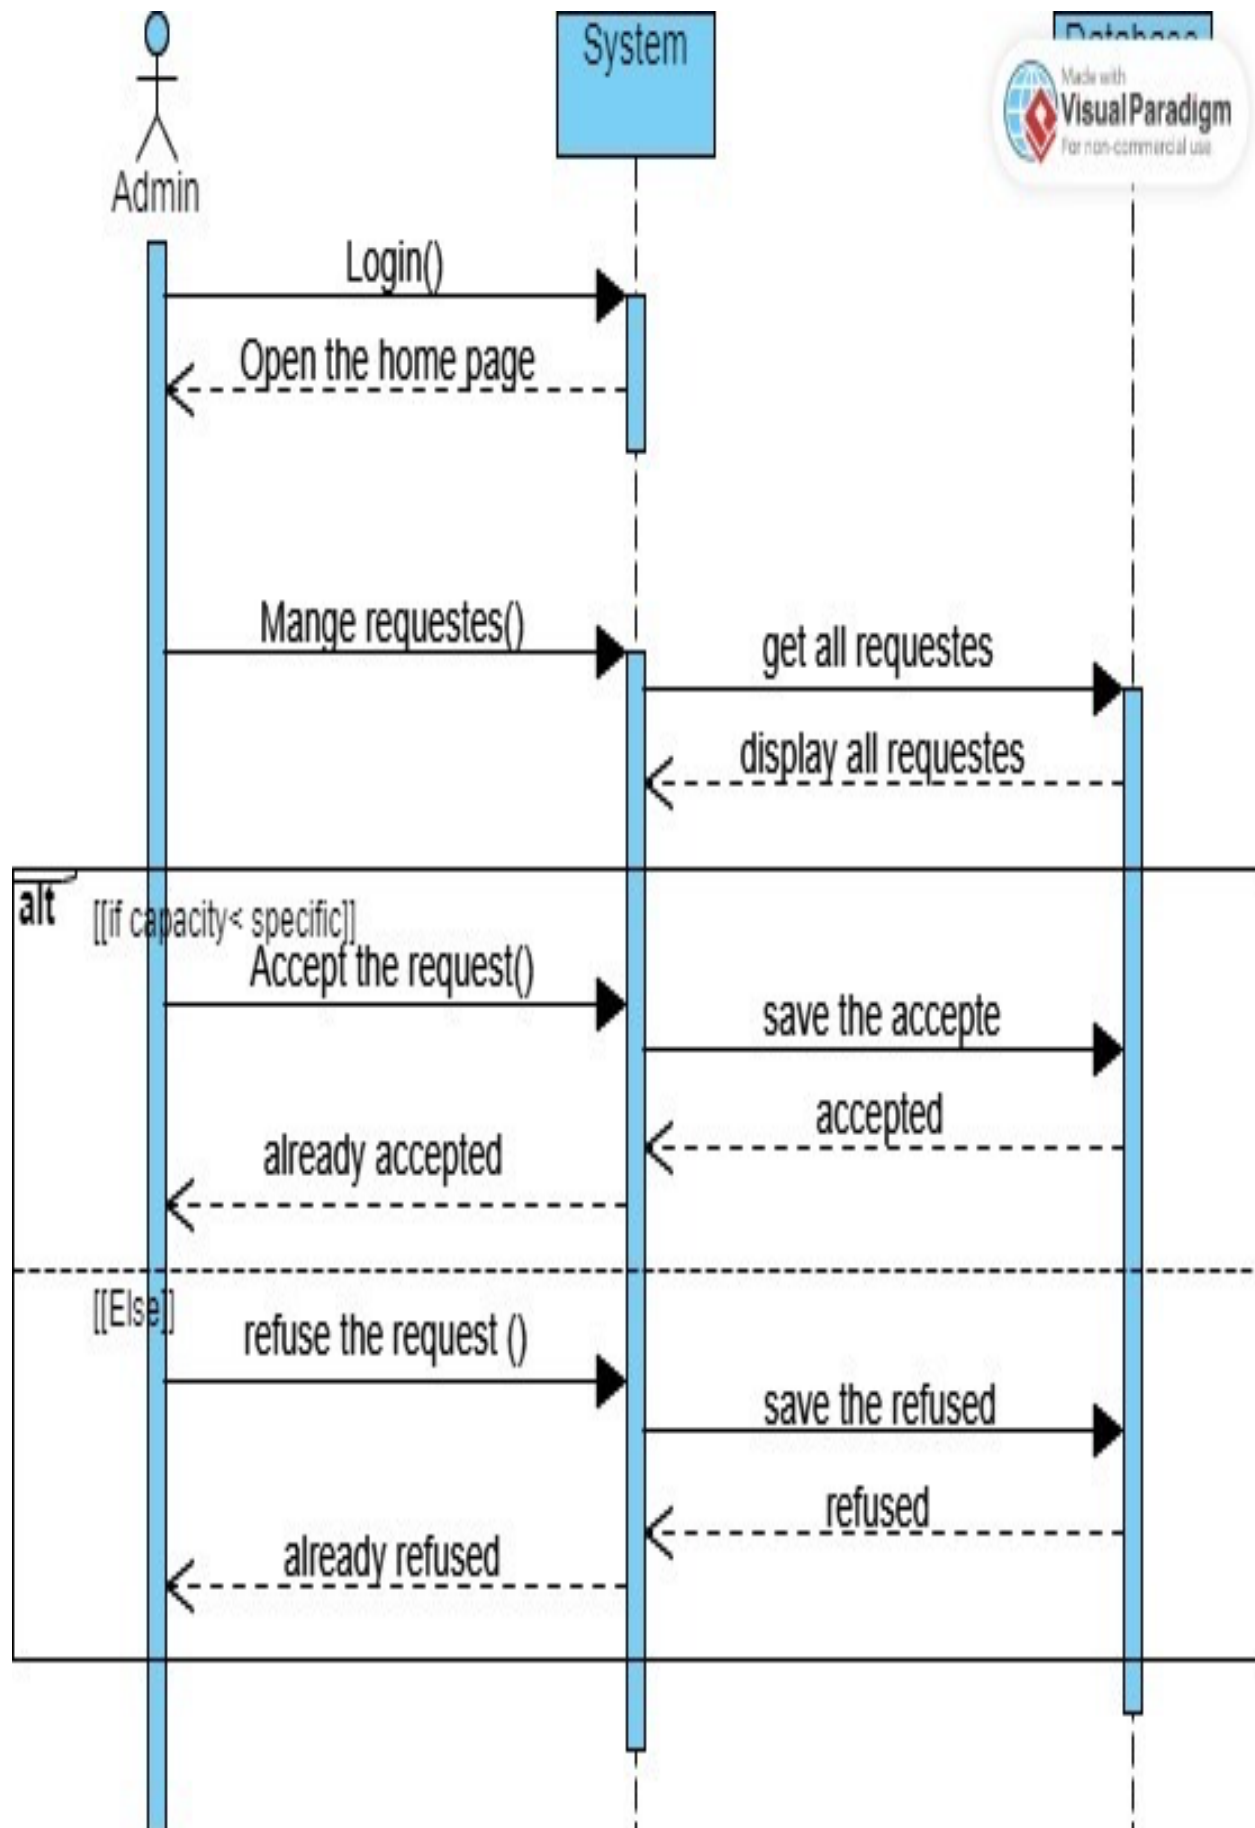 System
Database
Made with
Visual Paradigm
For non-commercial use
Admin
Login()
Open the home page
Mange requestes()
get all requestes
display all requestes
alt
[[if capacity< specific]]
Accept the request()
save the accepte
accepted
already accepted
[[Else]]
refuse the request ()
save the refused
refused
already refused